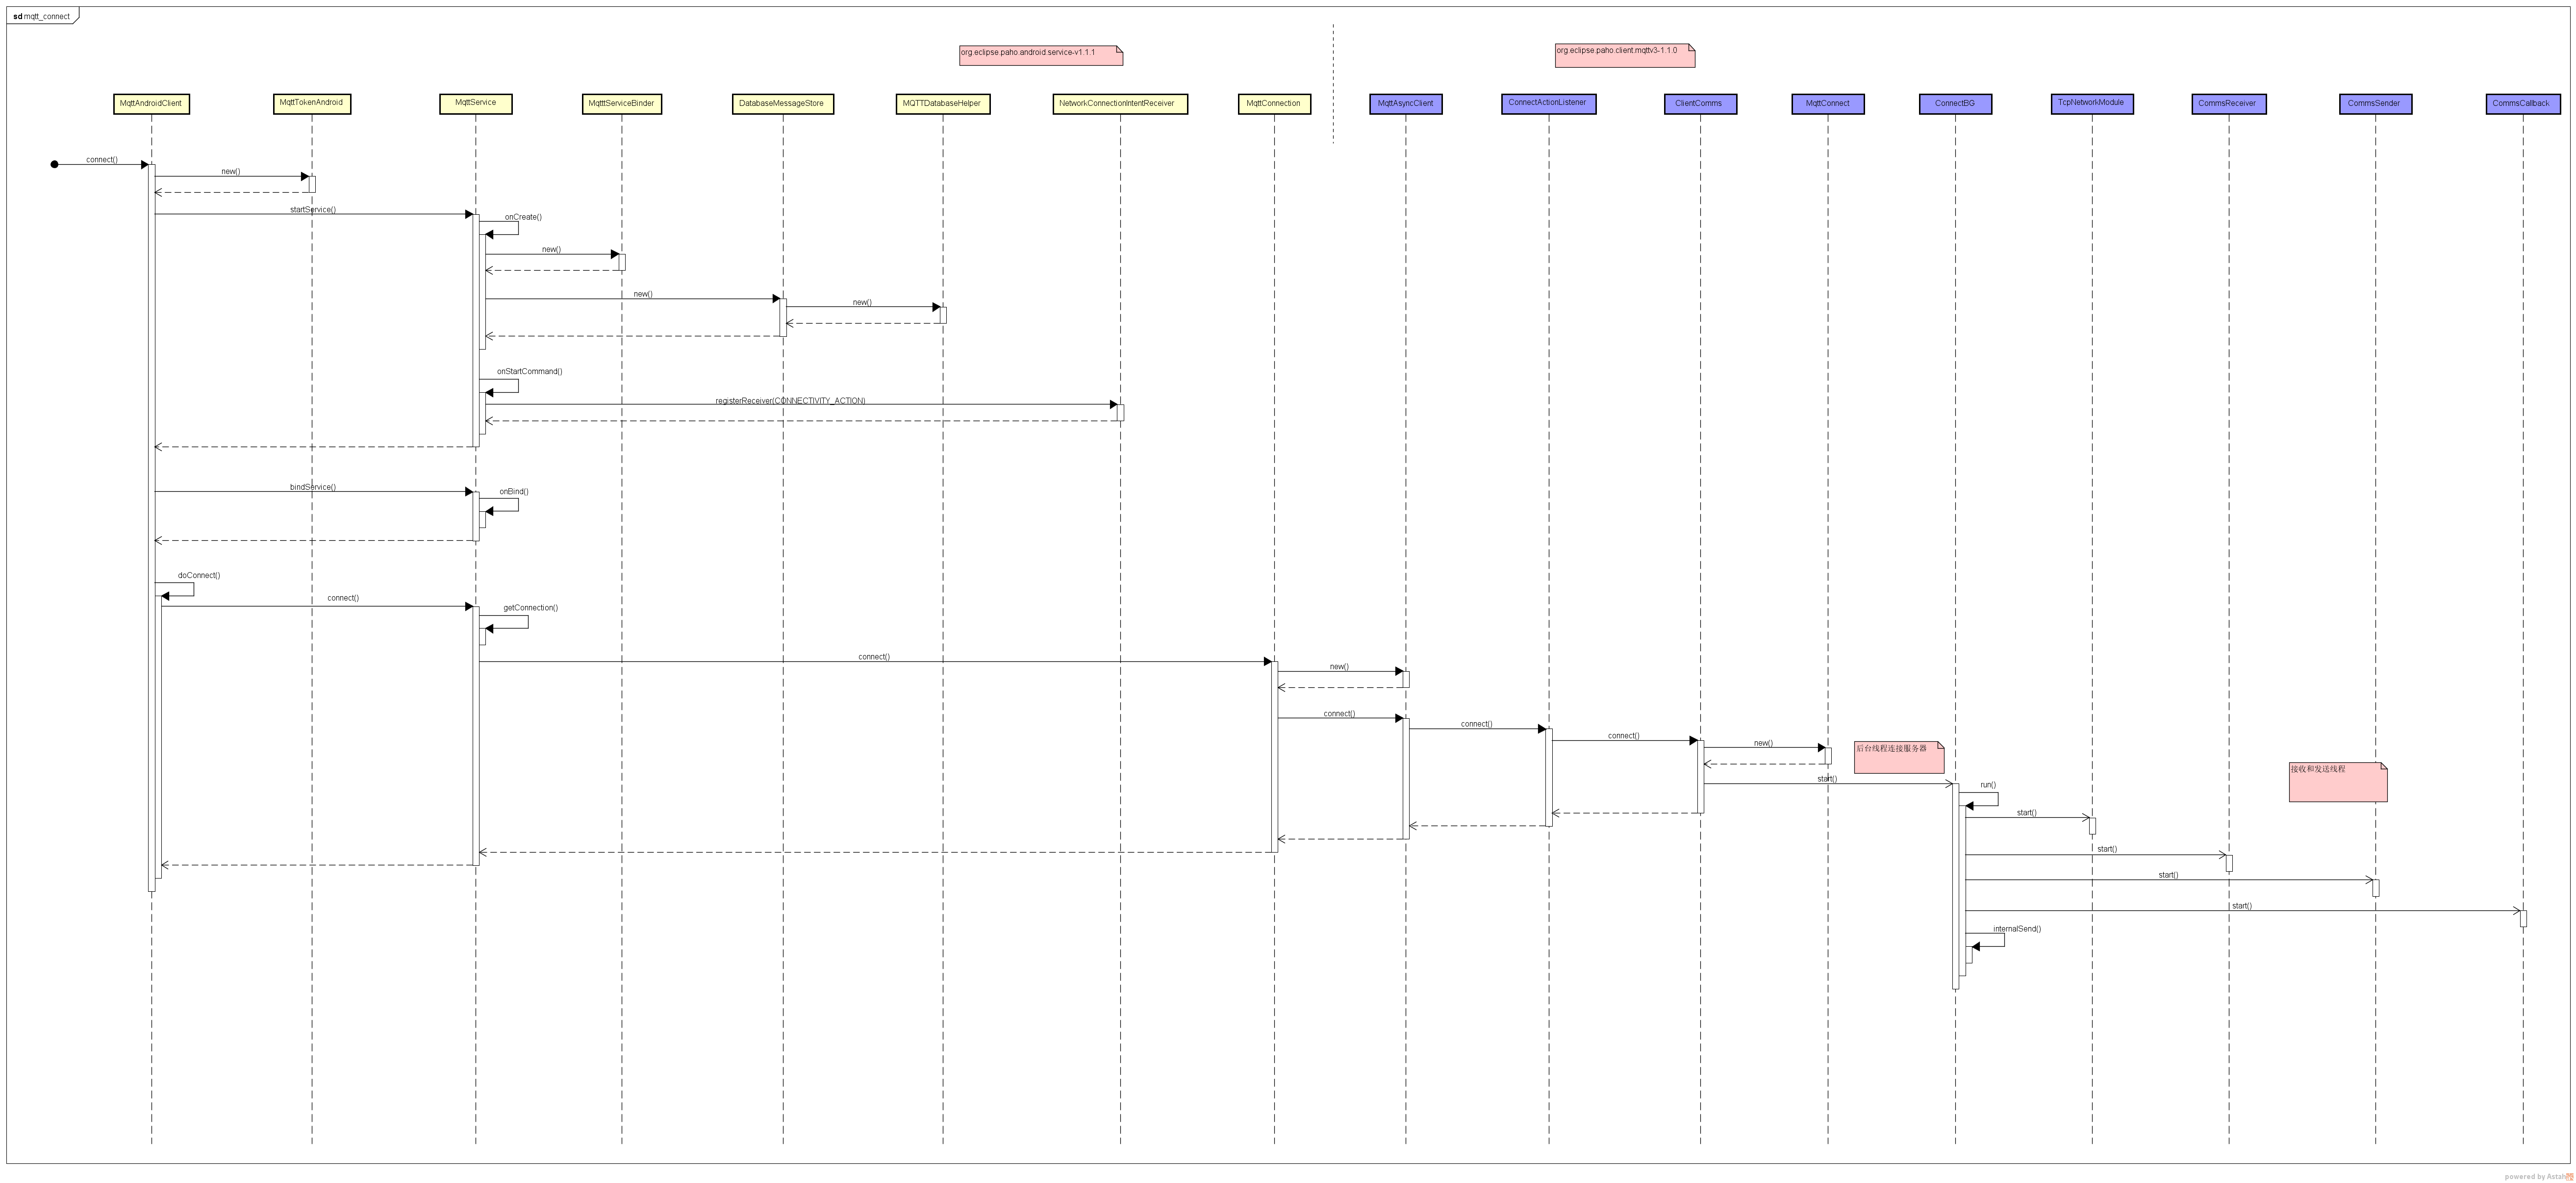 sd mqtt_connect
org.eclipse.paho.android.service-v1.1.1
org.eclipse.paho.client.mqttv3-1.1.0
MqttAndroidClient
MqttTokenAndroid
MqttService
MqtttServiceBinder
DatabaseMessageStore
MQTTDatabaseHelper
NetworkConnectionIntentReceiver
MqttConnection
MqttAsyncClient
ConnectActionListener
ClientComms
MqttConnect
ConnectBG
TcpNetworkModule
CommsReceiver
CommsSender
CommsCallback
connect()
new()
startService()
onCreate()
new()
new()
new()
onStartCommand()
registerReceiver(CONNECTIVITY_ACTION)
bindService()
onBind()
doConnect()
connect()
getConnection()
connect()
new()
connect()
connect()
connect()
new()
后台线程连接服务器
接收和发送线程
start()
run()
start()
start()
start()
start()
internalSend()
powered by Astah